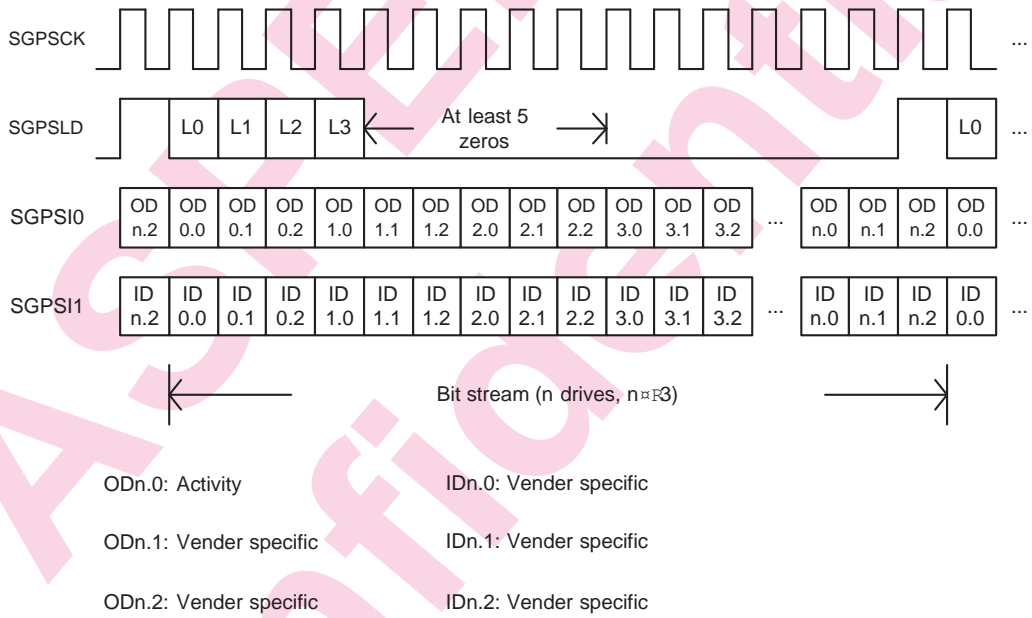 SGPSCK ...
SGPSLD L0 L1 L2 L3 At least 5 zeros L0 ...
SGPSI0 OD n.2 OD 0.0 OD 0.1 OD 0.2 OD 1.0 OD 1.1 OD 1.2 OD 2.0 OD 2.1 OD 2.2 OD 3.0 OD 3.1 OD 3.2 ... OD n.0 OD n.1 OD n.2 OD 0.0 ...
SGPSI1 ID n.2 ID 0.0 ID 0.1 ID 0.2 ID 1.0 ID 1.1 ID 1.2 ID 2.0 ID 2.1 ID 2.2 ID 3.0 ID 3.1 ID 3.2 ... ID n.0 ID n.1 ID n.2 ID 0.0 ...
Bit stream (n drives, n¤R3)
ODn.0: Activity IDn.0: Vender specific
ODn.1: Vender specific IDn.1: Vender specific
ODn.2: Vender specific IDn.2: Vender specific